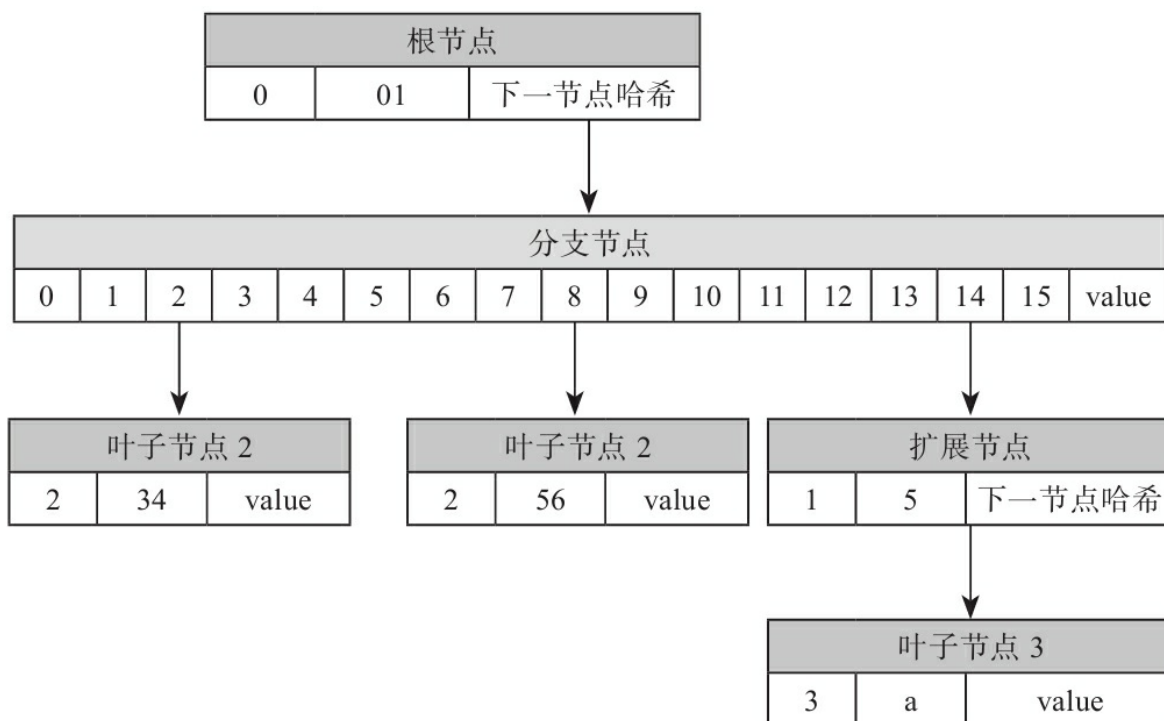 根节点
0 01 下一节点哈希
分支节点
0 1 2 3 4 5 6 7 8 9 10 11 12 13 14 15 value
叶子节点 2 叶子节点 2 扩展节点
2 34 value 2 56 value 1 5 下一节点哈希
叶子节点 3
3 a value